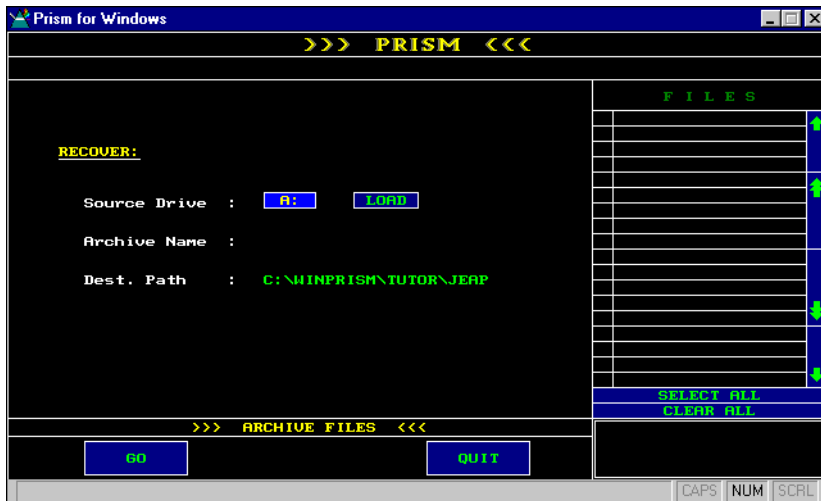 Prism for Windows
>>> PRISM <<<
FILES
RECOVER:
Source Drive : A: LOAD
Archive Name :
Dest. Path : C:\WINPRISM\TUTOR\JEAP
SELECT ALL
CLEAR ALL
>>> ARCHIVE FILES <<<
GO QUIT
CAPS NUM SCRL